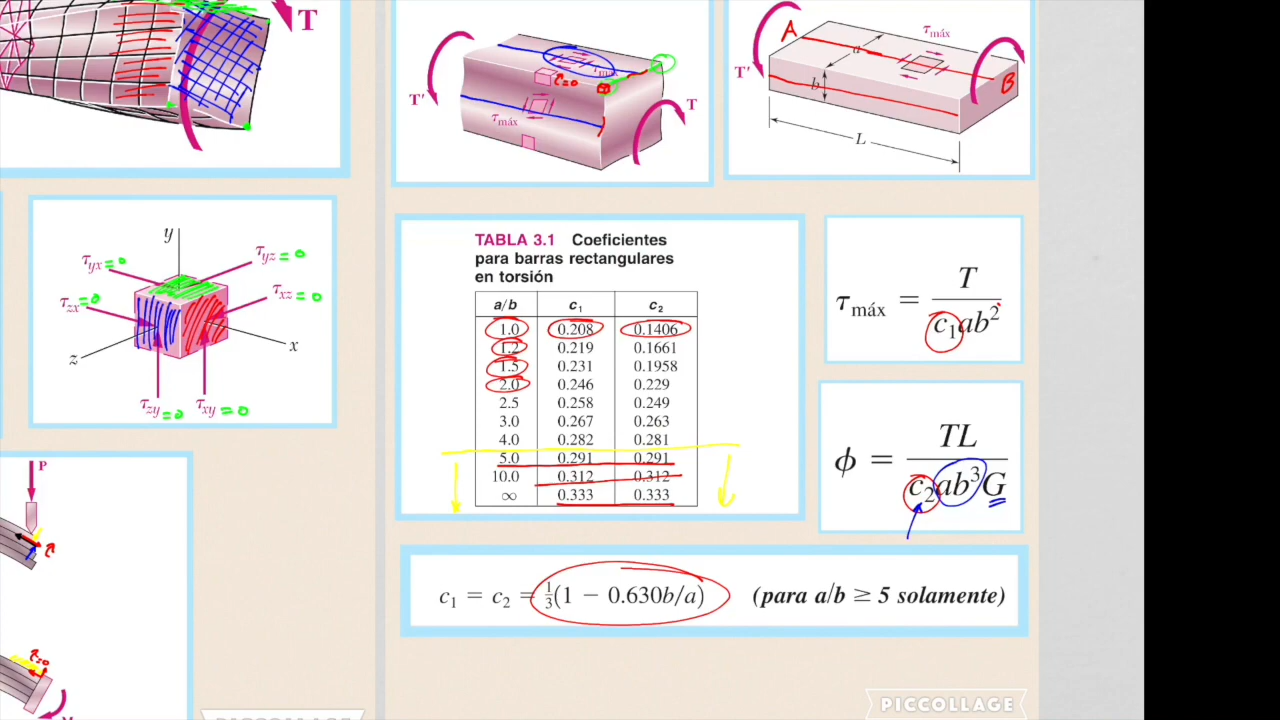 T
T'
τ=0
τmáx
τmáx
T
A
τmáx
a
T'
b
B
L
y
τyx=0
τyz=0
τzx=0
τxz=0
z
x
τzy=0
τxy=0
TABLA 3.1 Coeficientes
para barras rectangulares
en torsión
a/b c₁ c₂
1.0 0.208 0.1406
1.2 0.219 0.1661
1.5 0.231 0.1958
2.0 0.246 0.229
2.5 0.258 0.249
3.0 0.267 0.263
4.0 0.282 0.281
5.0 0.291 0.291
10.0 0.312 0.312
∞ 0.333 0.333
τmáx = T / c₁ab²
ϕ = TL / c₂ab³G
P
τ
c₁ = c₂ = ⅓(1 − 0.630b/a) (para a/b ≥ 5 solamente)
τ=0
PICCOLLAGE
PICCOLLAGE